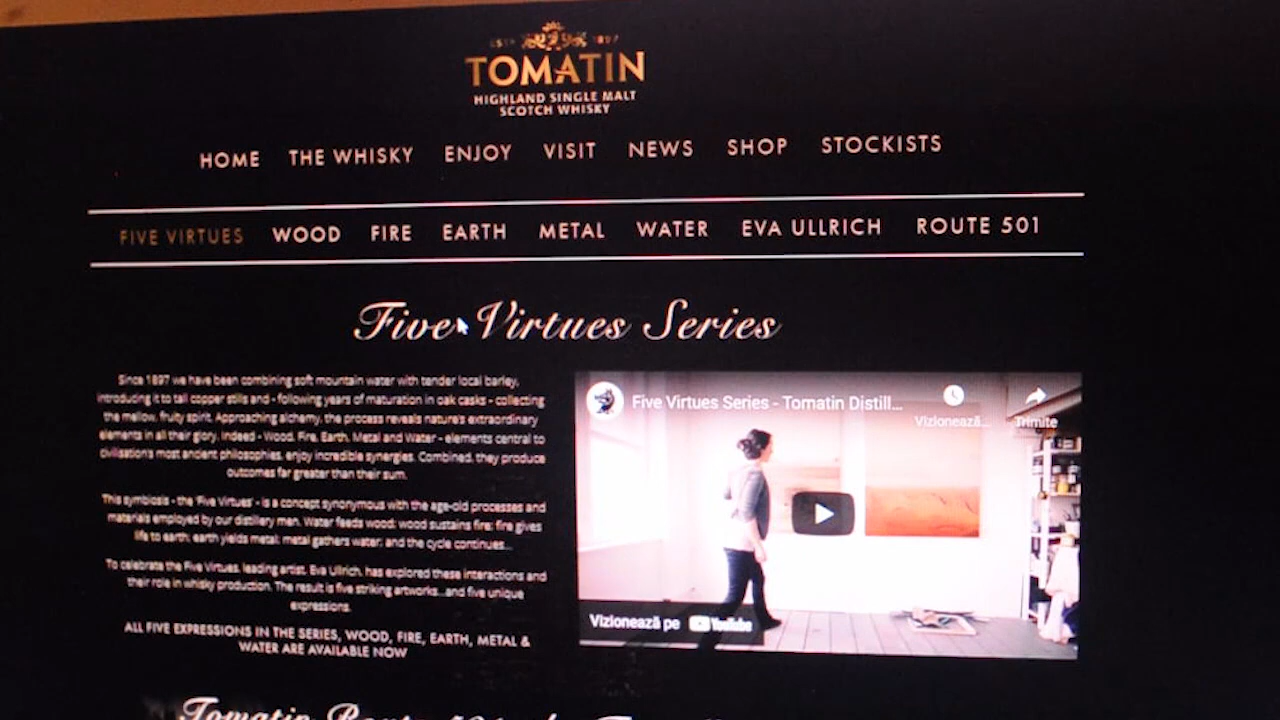 ESTD 1897
TOMATIN
HIGHLAND SINGLE MALT
SCOTCH WHISKY
HOME THE WHISKY ENJOY VISIT NEWS SHOP STOCKISTS
FIVE VIRTUES WOOD FIRE EARTH METAL WATER EVA ULLRICH ROUTE 501
Five Virtues Series
Since 1897 we have been combining soft mountain water with tender local barley,
introducing it to tall copper stills and - following years of maturation in oak casks - collecting
the mellow, fruity spirit. Approaching alchemy, the process reveals nature's extraordinary
elements in all their glory. Indeed - Wood, Fire, Earth, Metal and Water - elements central to
civilisation's most ancient philosophies, enjoy incredible synergies. Combined, they produce
outcomes far greater than their sum.
This symbiosis - the 'Five Virtues' - is a concept synonymous with the age-old processes and
materials employed by our distillery men. Water feeds wood; wood sustains fire; fire gives
life to earth; earth yields metal; metal gathers water; and the cycle continues...
To celebrate the Five Virtues, leading artist, Eva Ullrich, has explored these interactions and
their role in whisky production. The result is five striking artworks...and five unique
expressions.
ALL FIVE EXPRESSIONS IN THE SERIES, WOOD, FIRE, EARTH, METAL &
WATER ARE AVAILABLE NOW
Five Virtues Series - Tomatin Distill...
Vizionează... Trimite
Vizionează pe YouTube
Tomatin